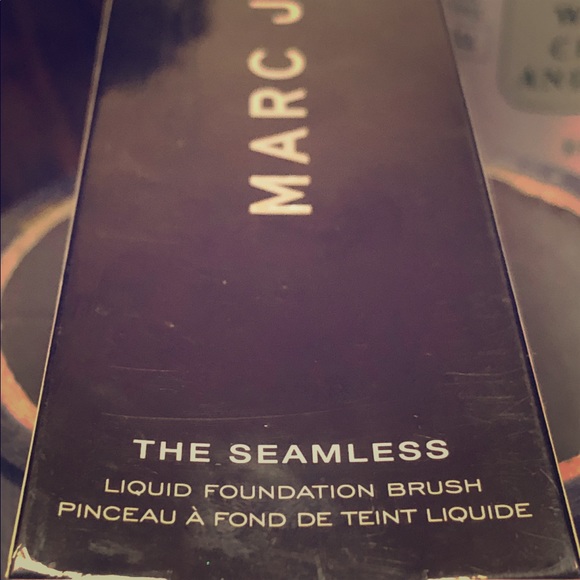 MARC J
THE SEAMLESS
LIQUID FOUNDATION BRUSH
PINCEAU À FOND DE TEINT LIQUIDE